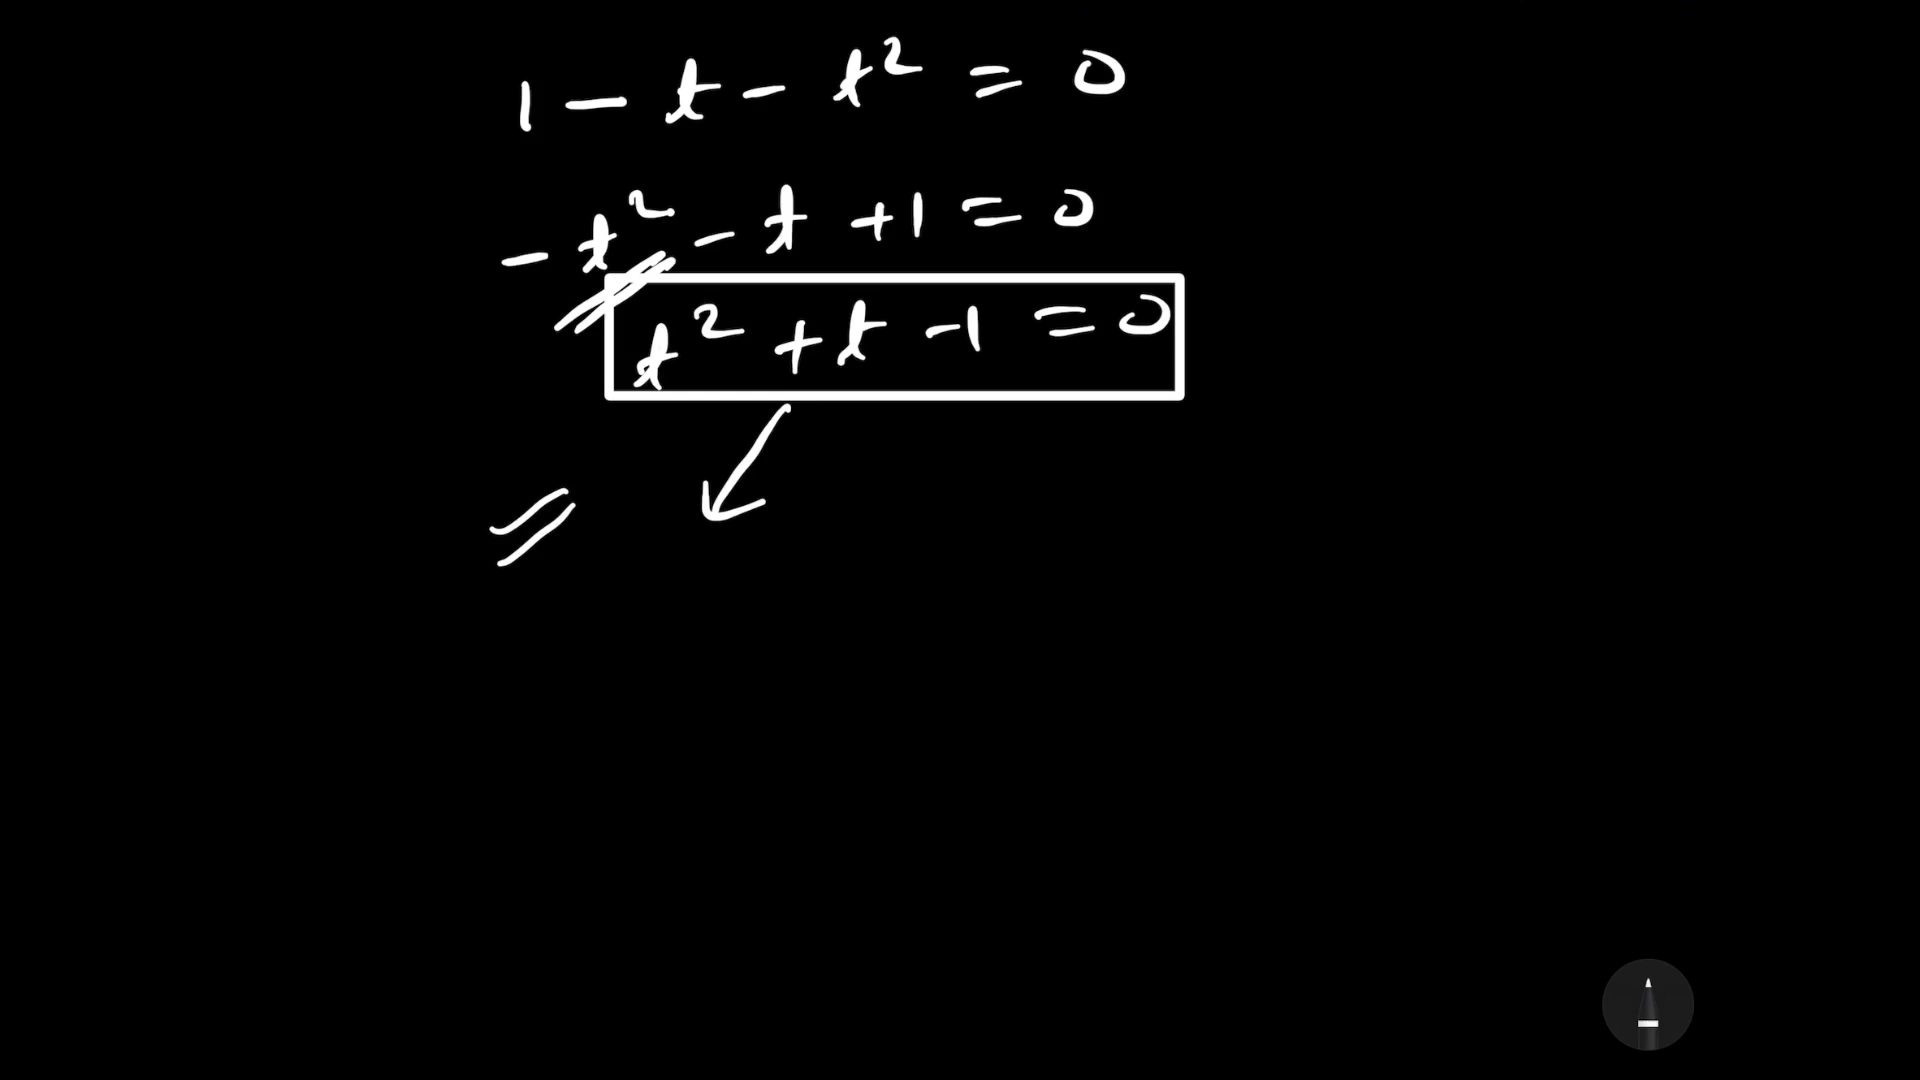 1 - t - t² = 0
- t² - t + 1 = 0
t² + t - 1 = 0